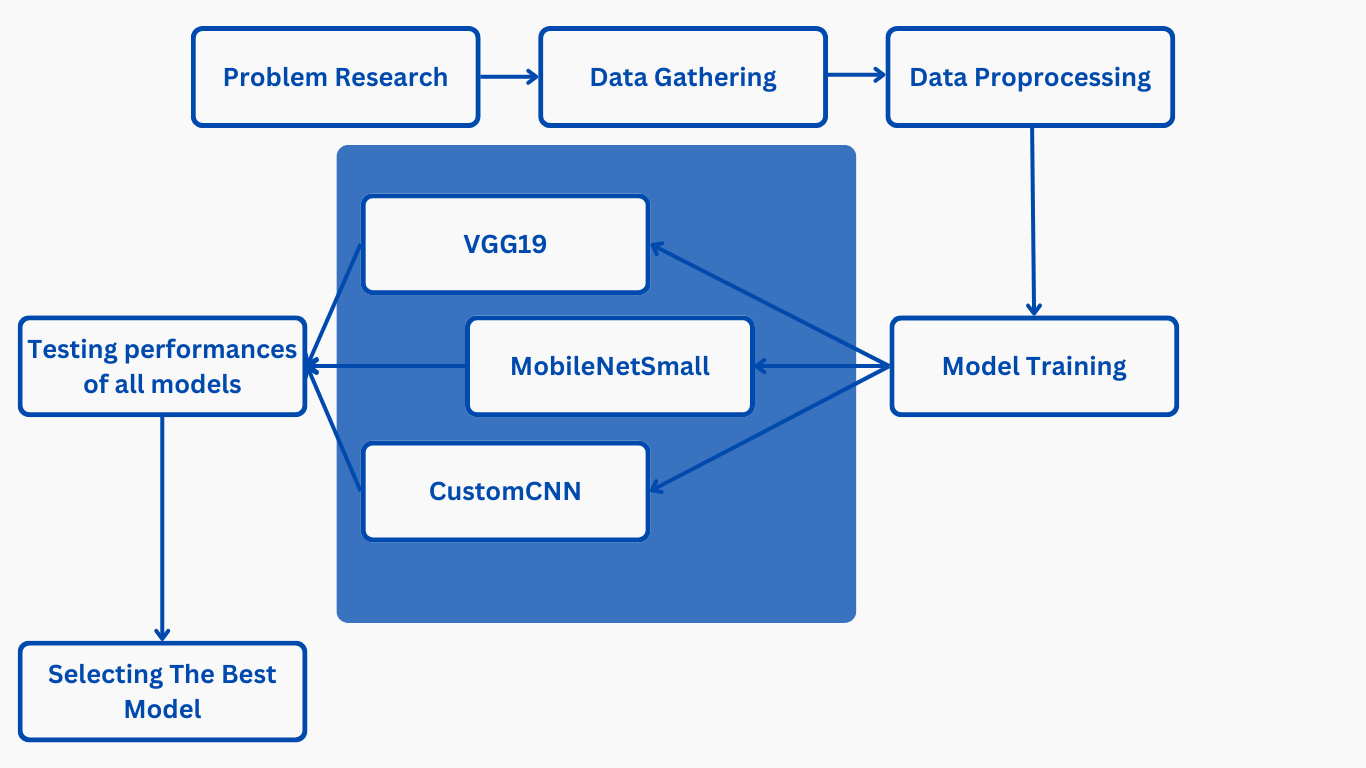 Problem Research
Data Gathering
Data Proprocessing
VGG19
Testing performances
of all models
MobileNetSmall
Model Training
CustomCNN
Selecting The Best
Model